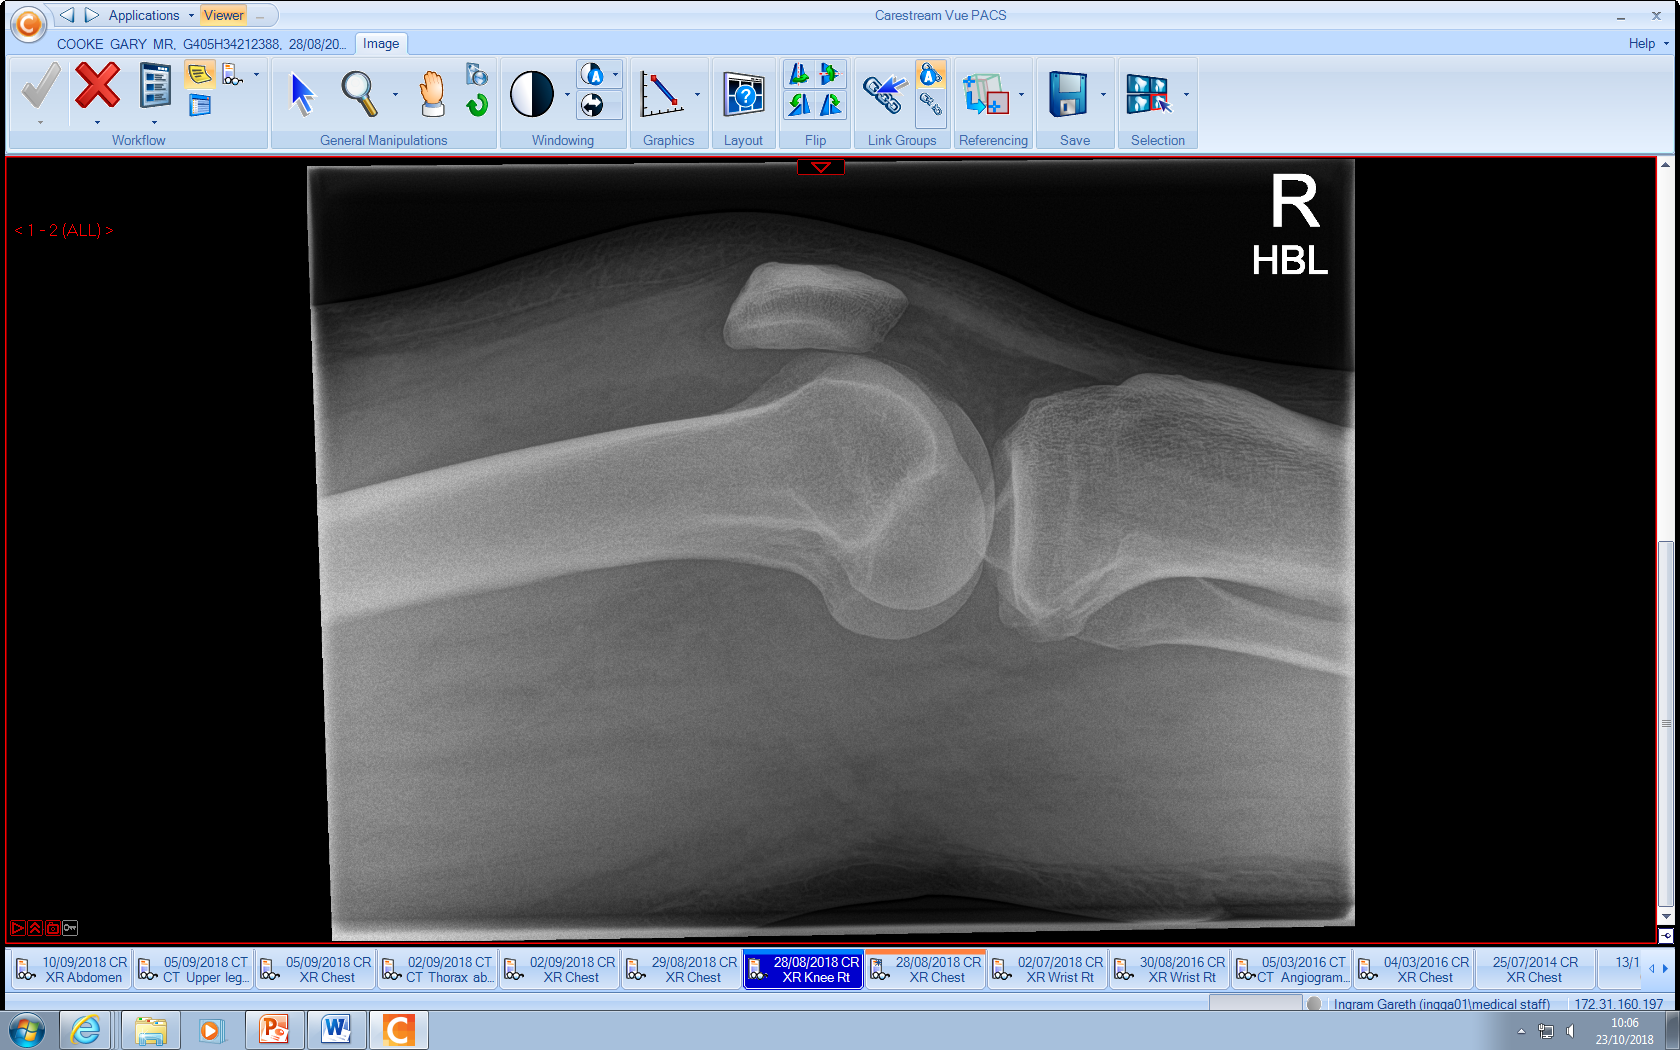 Applications Viewer
Carestream Vue PACS
COOKE GARY MR, G405H34212388, 28/08/20... Image
Help
Workflow
General Manipulations
Windowing
Graphics
Layout
Flip
Link Groups
Referencing
Save
Selection
R
HBL
< 1 - 2 (ALL) >
10/09/2018 CR
XR Abdomen
05/09/2018 CT
CT Upper leg...
05/09/2018 CR
XR Chest
02/09/2018 CT
CT Thorax ab...
02/09/2018 CR
XR Chest
29/08/2018 CR
XR Chest
28/08/2018 CR
XR Knee Rt
28/08/2018 CR
XR Chest
02/07/2018 CR
XR Wrist Rt
30/08/2016 CR
XR Wrist Rt
05/03/2016 CT
CT Angiogram...
04/03/2016 CR
XR Chest
25/07/2014 CR
XR Chest
13/1
Ingram Gareth (ingga01\medical staff) 172.31.160.197
10:06
23/10/2018